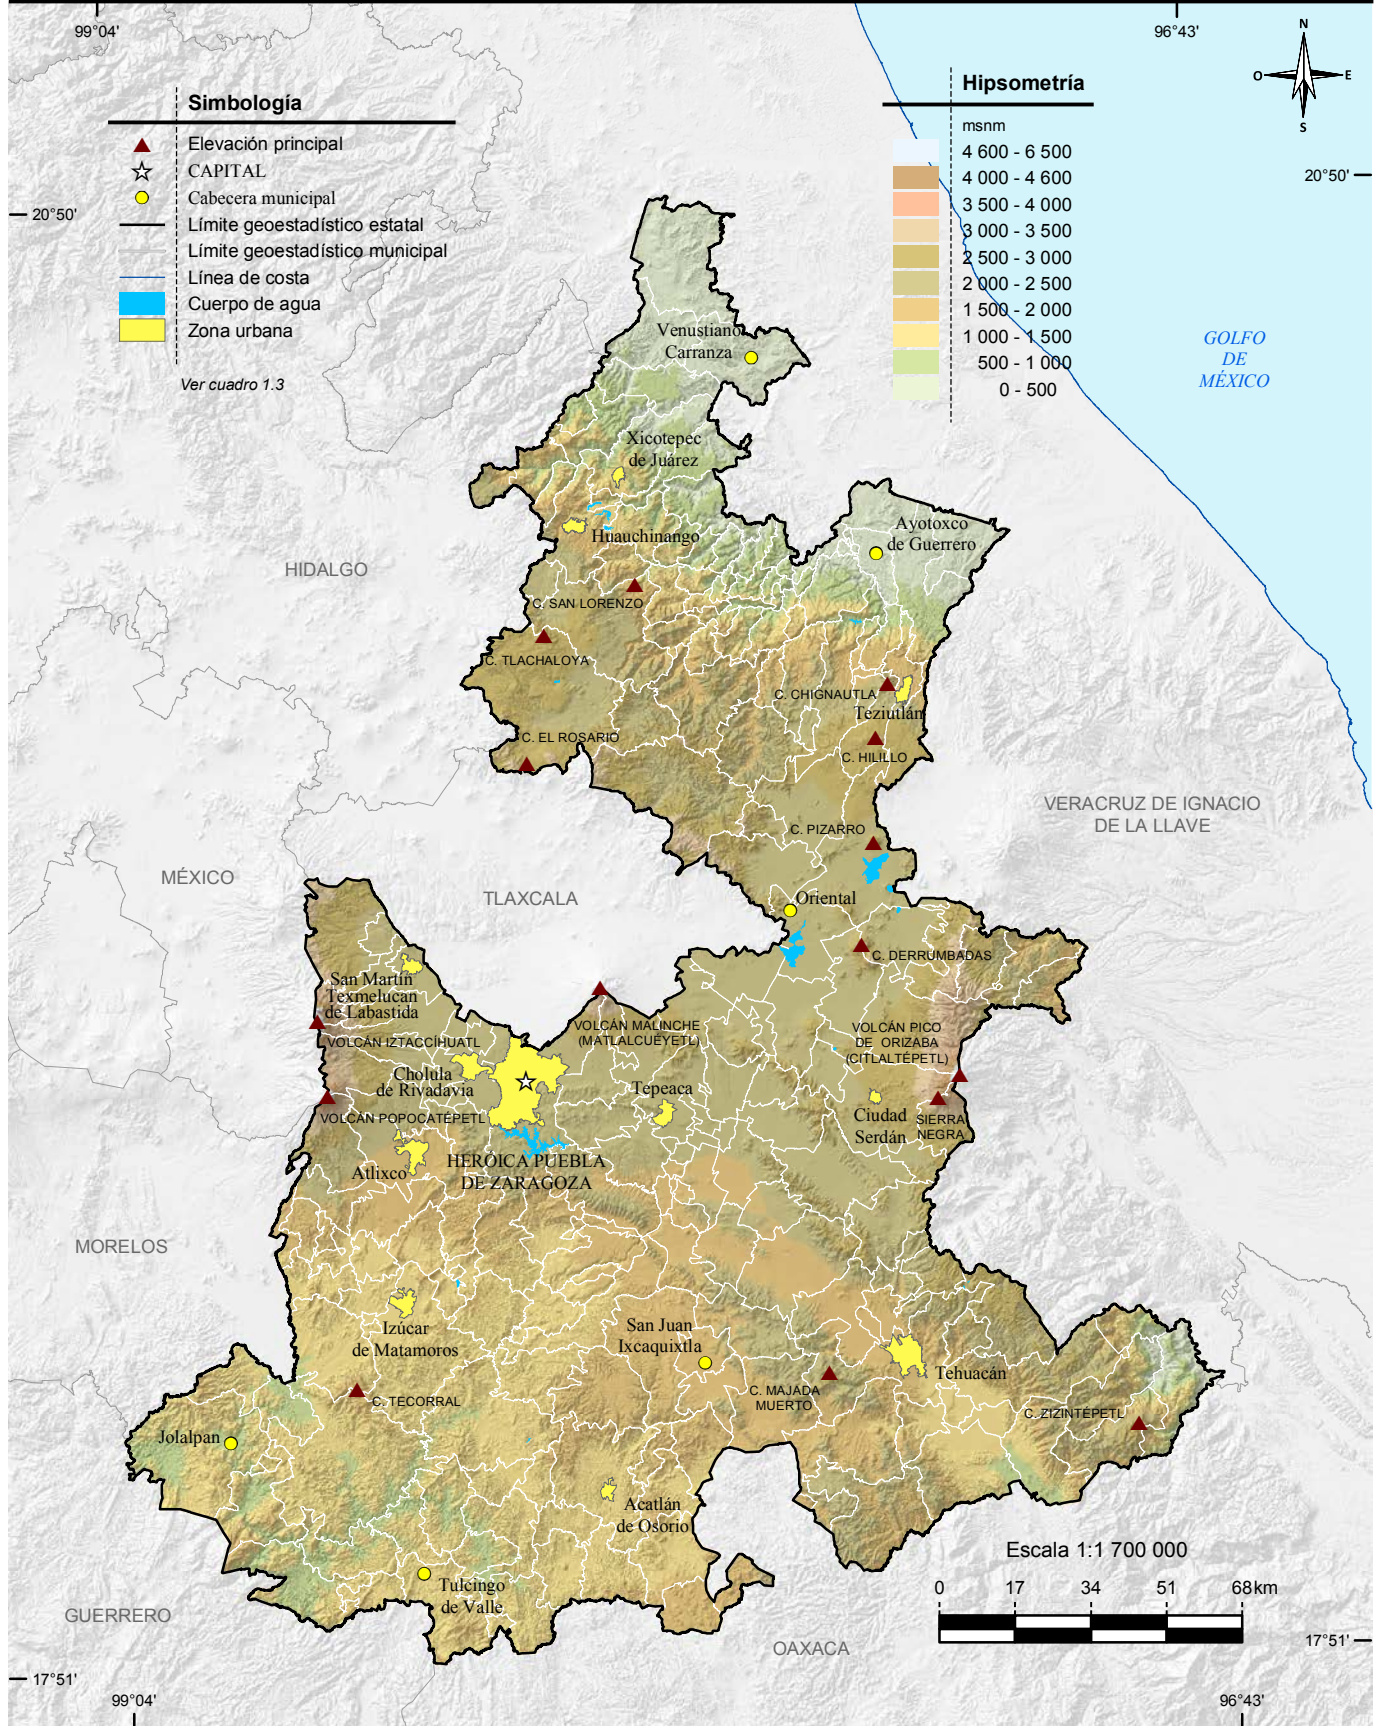 99°04'
96°43'
N
O
E
S
Simbología
Elevación principal
CAPITAL
Cabecera municipal
Límite geoestadístico estatal
Límite geoestadístico municipal
Línea de costa
Cuerpo de agua
Zona urbana
Ver cuadro 1.3
Hipsometría
msnm
4 600 - 6 500
4 000 - 4 600
3 500 - 4 000
3 000 - 3 500
2 500 - 3 000
2 000 - 2 500
1 500 - 2 000
1 000 - 1 500
500 - 1 000
0 - 500
20°50'
20°50'
GOLFO
DE
MÉXICO
Venustiano
Carranza
Xicotepec
de Juárez
Huauchinango
Ayotoxco
de Guerrero
HIDALGO
C. SAN LORENZO
C. TLACHALOYA
C. CHIGNAUTLA
Teziutlán
C. EL ROSARIO
C. HILILLO
VERACRUZ DE IGNACIO
DE LA LLAVE
C. PIZARRO
MÉXICO
TLAXCALA
Oriental
C. DERRUMBADAS
San Martín
Texmelucan
de Labastida
VOLCÁN IZTACCÍHUATL
VOLCÁN MALINCHE
(MATLALCUÉYETL)
VOLCÁN PICO
DE ORIZABA
(CITLALTÉPETL)
Cholula
de Rivadavia
Tepeaca
VOLCÁN POPOCATÉPETL
Ciudad
Serdán
SIERRA
NEGRA
Atlixco
HEROICA PUEBLA
DE ZARAGOZA
MORELOS
Izúcar
de Matamoros
San Juan
Ixcaquixtla
Tehuacán
C. TECORRAL
C. MAJADA
MUERTO
C. ZIZINTÉPETL
Jolalpan
Acatlán
de Osorio
Tulcingo
de Valle
GUERRERO
OAXACA
Escala 1:1 700 000
0 17 34 51 68 km
17°51'
17°51'
99°04'
96°43'